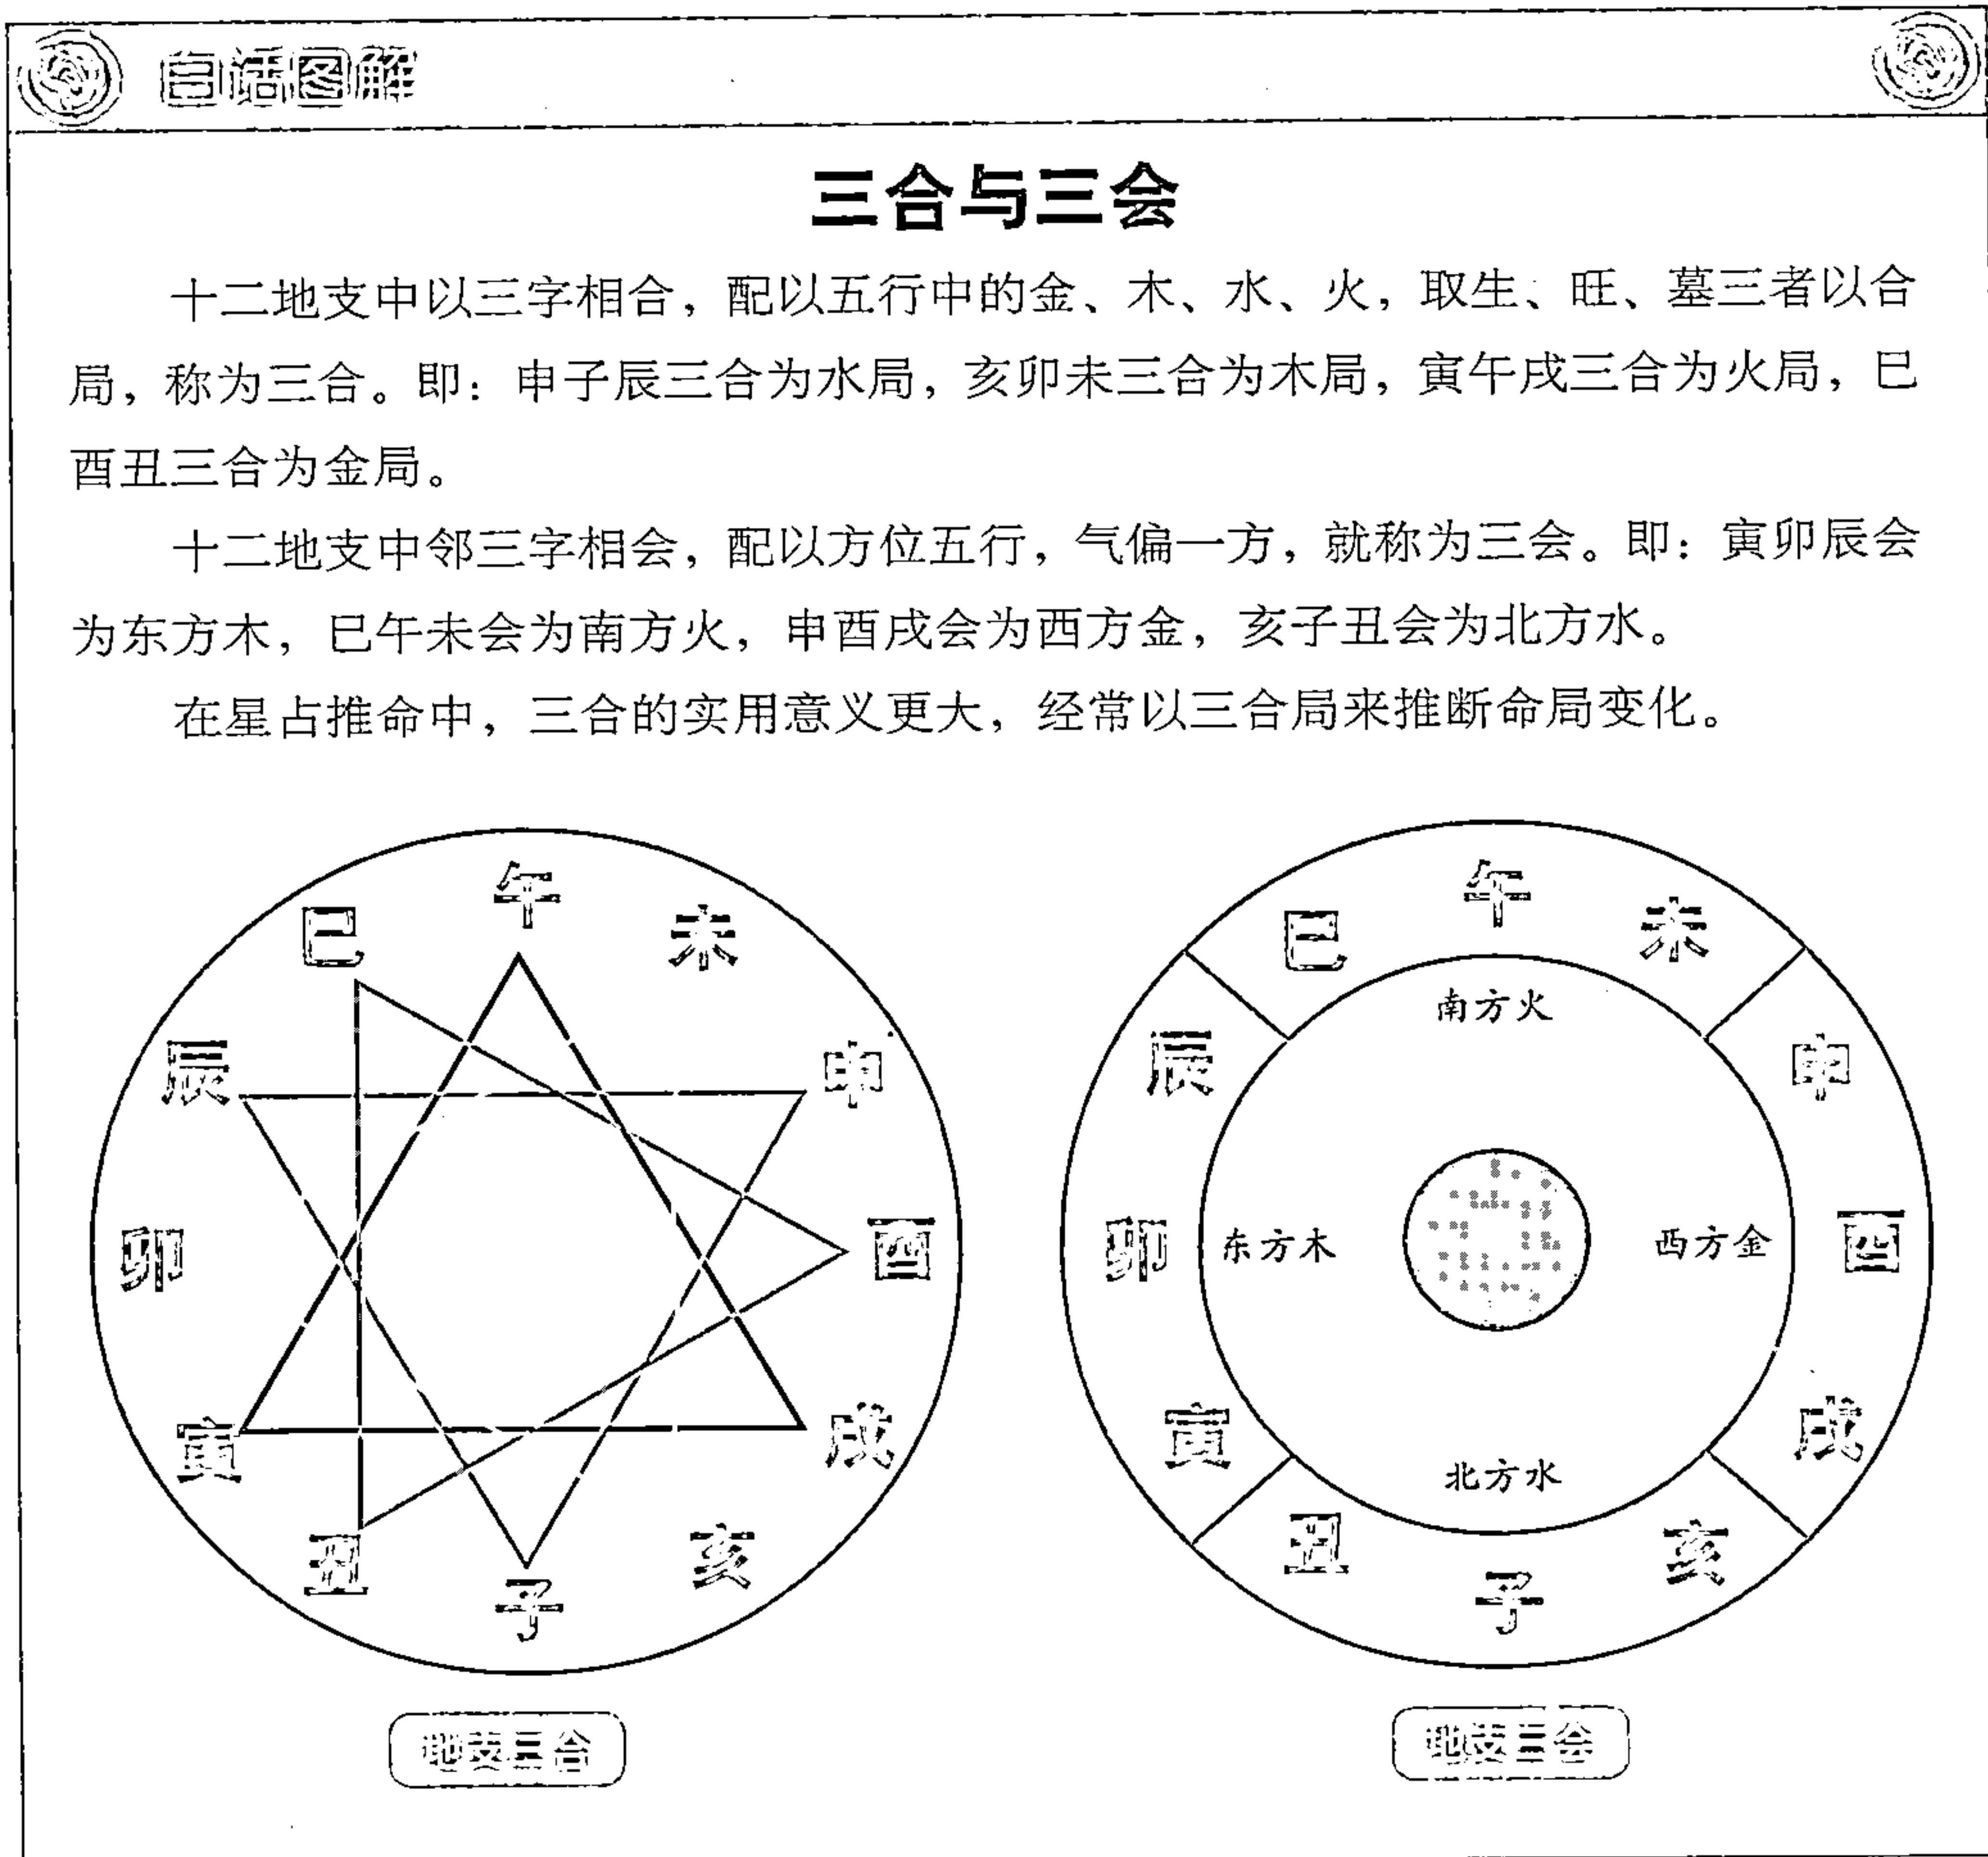 白话图解
三合与三会
十二地支中以三字相合，配以五行中的金、木、水、火，取生、旺、墓三者以合
局，称为三合。即：申子辰三合为水局，亥卯未三合为木局，寅午戌三合为火局，巳
酉丑三合为金局。
十二地支中邻三字相会，配以方位五行，气偏一方，就称为三会。即：寅卯辰会
为东方木，巳午未会为南方火，申酉戌会为西方金，亥子丑会为北方水。
在星占推命中，三合的实用意义更大，经常以三合局来推断命局变化。
午
巳
未
辰
申
卯
酉
寅
戌
丑
亥
子
地支三合
午
巳
未
南方火
辰
申
卯
东方木
西方金
酉
寅
戌
北方水
丑
亥
子
地支三会